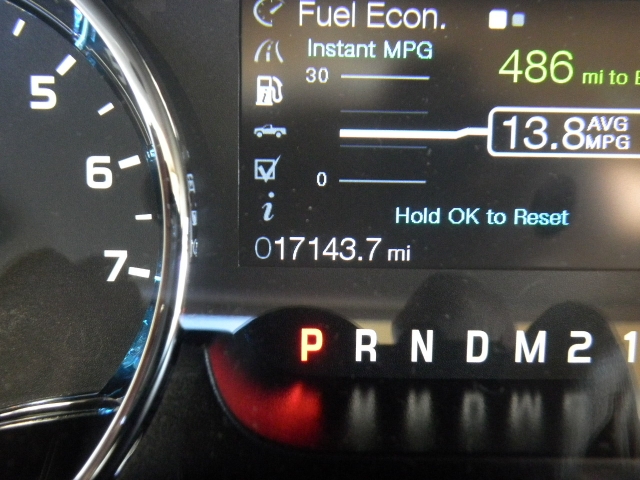 Fuel Econ.
Instant MPG
30
486 mi to E
13.8 AVG MPG
0
Hold OK to Reset
017143.7 mi
5
6
7
P R N D M 2 1